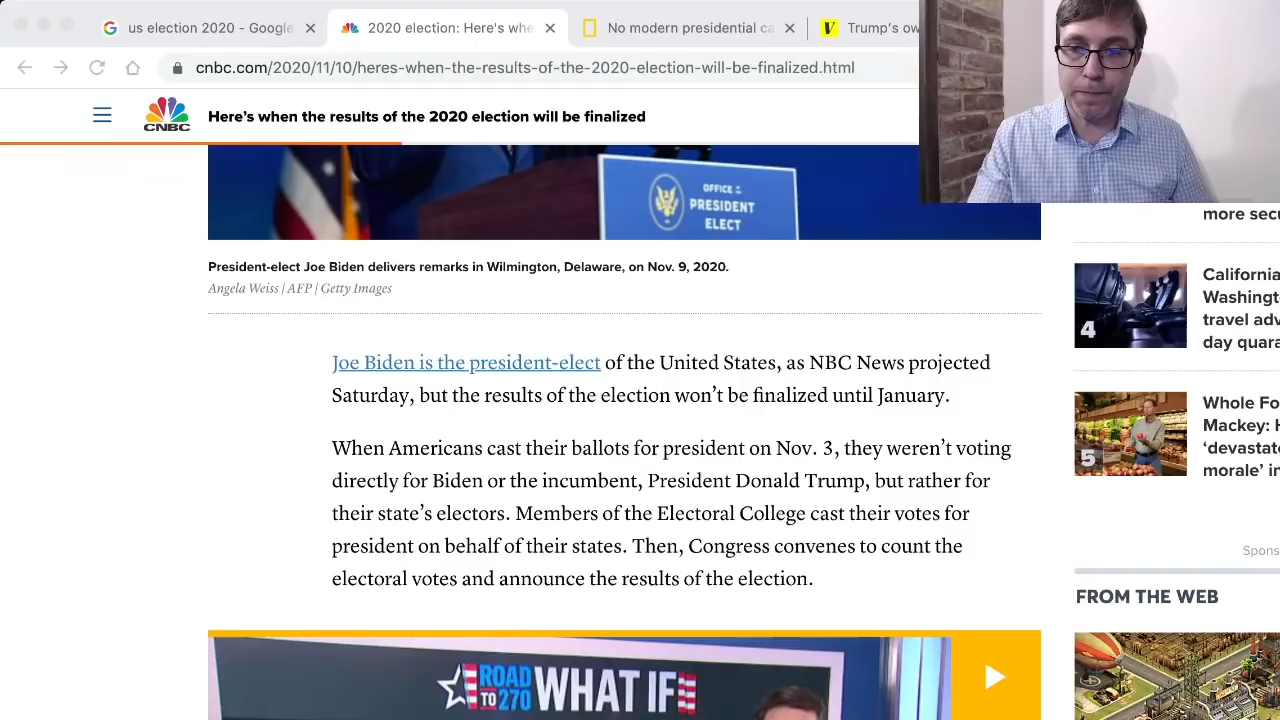 us election 2020 - Google
2020 election: Here's whe
No modern presidential ca
Trump's ow
cnbc.com/2020/11/10/heres-when-the-results-of-the-2020-election-will-be-finalized.html
CNBC
Here's when the results of the 2020 election will be finalized
OFFICE OF THE
PRESIDENT
ELECT
President-elect Joe Biden delivers remarks in Wilmington, Delaware, on Nov. 9, 2020.
Angela Weiss | AFP | Getty Images
Joe Biden is the president-elect of the United States, as NBC News projected
Saturday, but the results of the election won't be finalized until January.
When Americans cast their ballots for president on Nov. 3, they weren't voting
directly for Biden or the incumbent, President Donald Trump, but rather for
their state's electors. Members of the Electoral College cast their votes for
president on behalf of their states. Then, Congress convenes to count the
electoral votes and announce the results of the election.
ROAD
TO 270
WHAT IF
more secu
4
California
Washingt
travel adv
day quara
5
Whole Fo
Mackey: H
'devastate
morale' in
Spons
FROM THE WEB